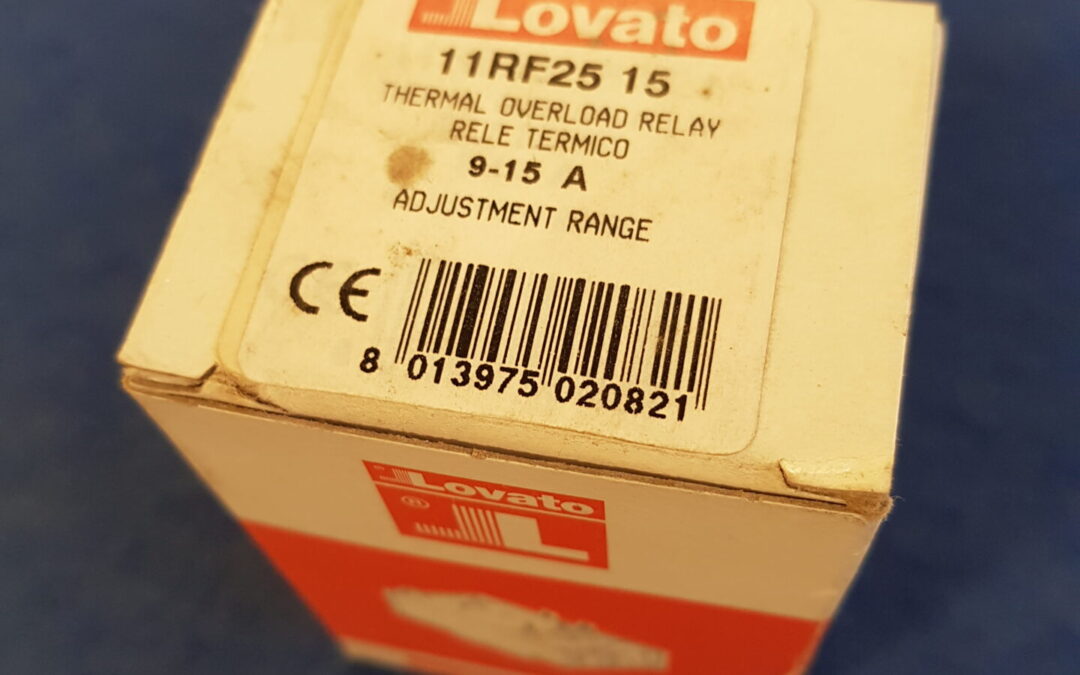 Lovato
11RF25 15
THERMAL OVERLOAD RELAY
RELE TERMICO
9-15 A
ADJUSTMENT RANGE
CE
8 013975 020821
Lovato
®
L